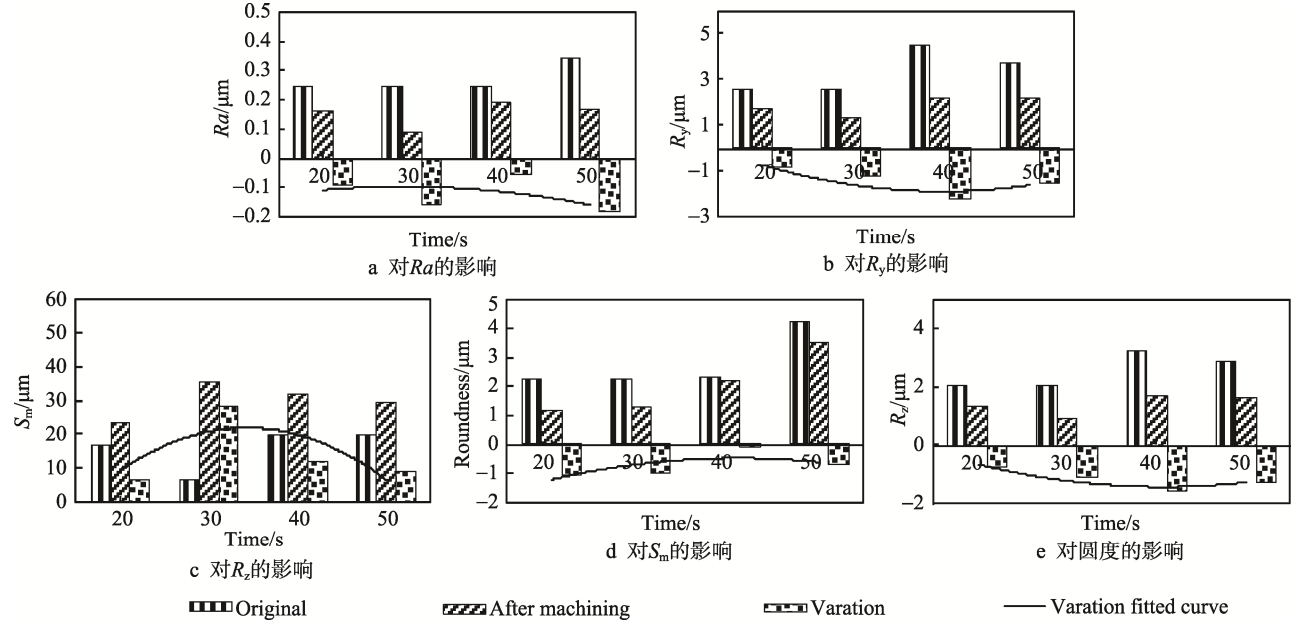 0.5
0.4
0.3
0.2
0.1
0
−0.1
−0.2
Ra/μm
20 30 40 50
Time/s
a 对Ra的影响
5
3
1
−1
−3
Ry/μm
20 30 40 50
Time/s
b 对Ry的影响
60
50
40
30
20
10
0
Sm/μm
20 30 40 50
Time/s
c 对Rz的影响
5
4
3
2
1
0
−1
−2
Roundness/μm
20 30 40 50
Time/s
d 对Sm的影响
4
2
0
−2
Rz/μm
20 30 40 50
Time/s
e 对圆度的影响
Original After machining Varation Varation fitted curve